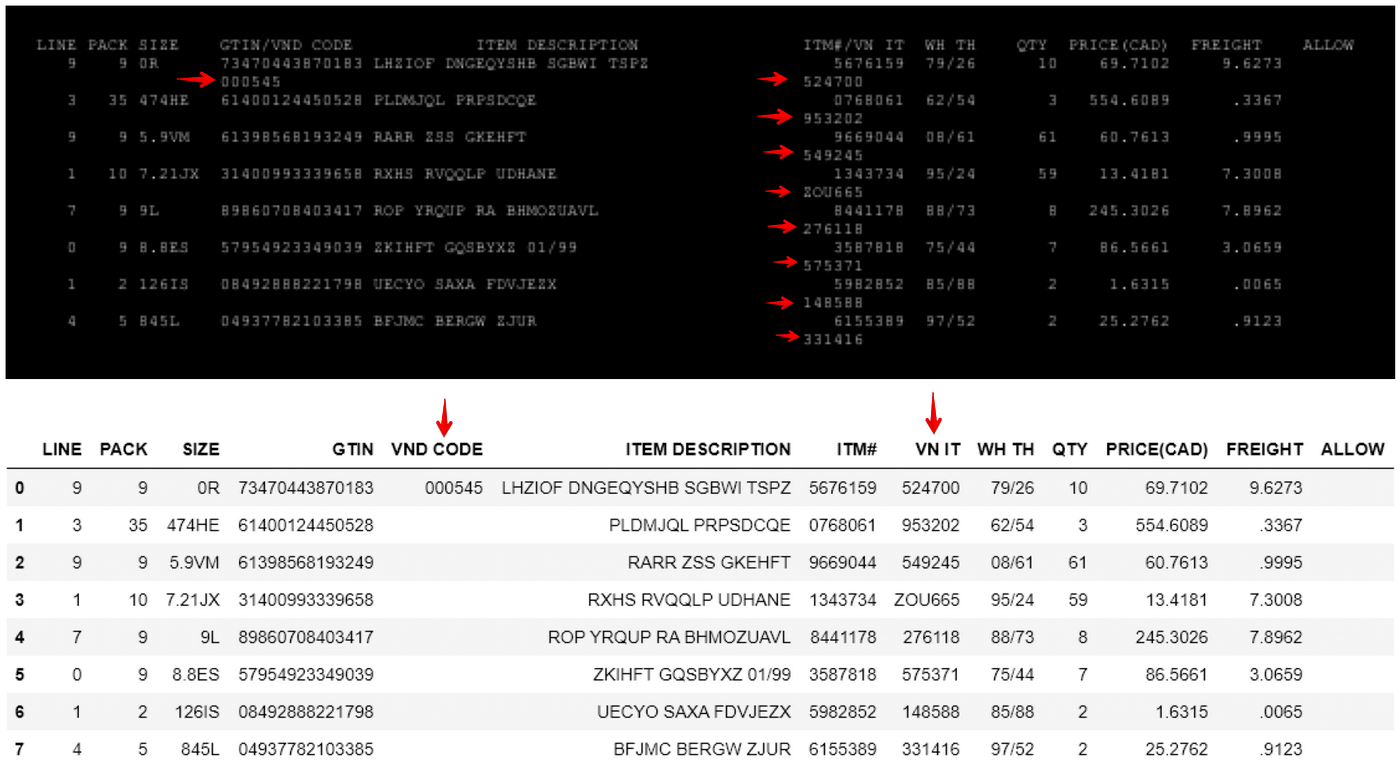 LINE PACK SIZE GTIN/VND CODE ITEM DESCRIPTION ITM#/VN IT WH TH QTY PRICE(CAD) FREIGHT ALLOW
9 9 0R 73470443870183 LHZIOF DNGEQYSHB SGBWI TSPZ 5676159 79/26 10 69.7102 9.6273
000545 524700
3 35 474HE 61400124450528 PLDMJQL PRPSDCQE 0768061 62/54 3 554.6089 .3367
953202
9 9 5.9VM 61398568193249 RARR ZSS GKEHFT 9669044 08/61 61 60.7613 .9995
549245
1 10 7.21JX 31400993339658 RXHS RVQQLP UDHANE 1343734 95/24 59 13.4181 7.3008
ZOU665
7 9 9L 89860708403417 ROP YRQUP RA BHMOZUAVL 8441178 88/73 8 245.3026 7.8962
276118
0 9 8.8ES 57954923349039 ZKIHFT GQSBYXZ 01/99 3587818 75/44 7 86.5661 3.0659
575371
1 2 126IS 08492888221798 UECYO SAXA FDVJEZX 5982852 85/88 2 1.6315 .0065
148588
4 5 845L 04937782103385 BFJMC BERGW ZJUR 6155389 97/52 2 25.2762 .9123
331416
LINE PACK SIZE GTIN VND CODE ITEM DESCRIPTION ITM# VN IT WH TH QTY PRICE(CAD) FREIGHT ALLOW
0 9 9 0R 73470443870183 000545 LHZIOF DNGEQYSHB SGBWI TSPZ 5676159 524700 79/26 10 69.7102 9.6273
1 3 35 474HE 61400124450528 PLDMJQL PRPSDCQE 0768061 953202 62/54 3 554.6089 .3367
2 9 9 5.9VM 61398568193249 RARR ZSS GKEHFT 9669044 549245 08/61 61 60.7613 .9995
3 1 10 7.21JX 31400993339658 RXHS RVQQLP UDHANE 1343734 ZOU665 95/24 59 13.4181 7.3008
4 7 9 9L 89860708403417 ROP YRQUP RA BHMOZUAVL 8441178 276118 88/73 8 245.3026 7.8962
5 0 9 8.8ES 57954923349039 ZKIHFT GQSBYXZ 01/99 3587818 575371 75/44 7 86.5661 3.0659
6 1 2 126IS 08492888221798 UECYO SAXA FDVJEZX 5982852 148588 85/88 2 1.6315 .0065
7 4 5 845L 04937782103385 BFJMC BERGW ZJUR 6155389 331416 97/52 2 25.2762 .9123